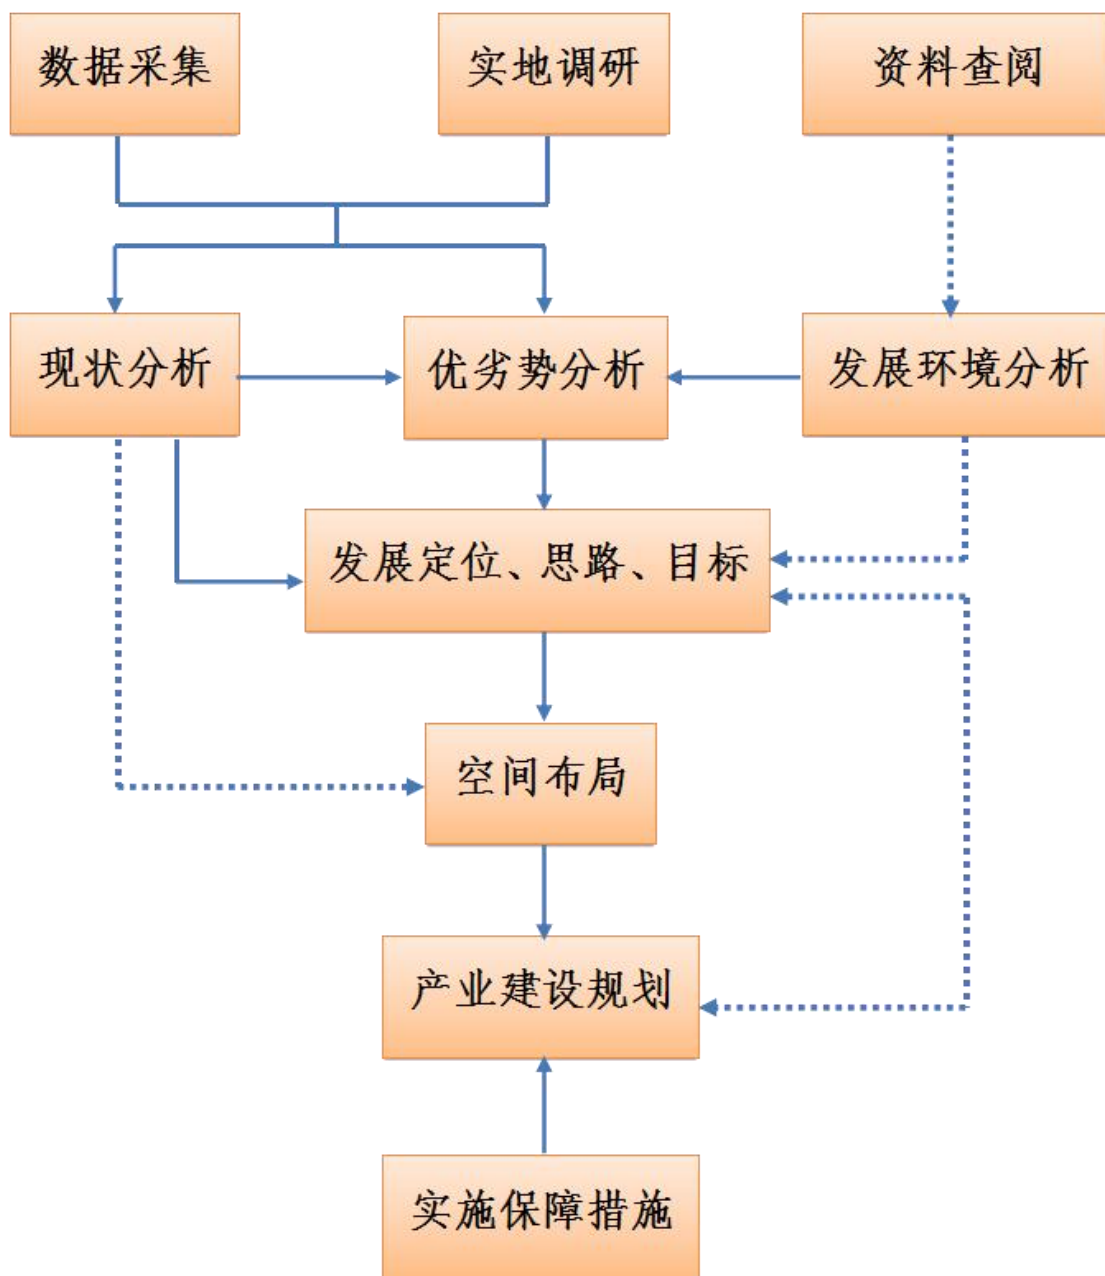 数据采集
实地调研
资料查阅
现状分析
优劣势分析
发展环境分析
发展定位、思路、目标
空间布局
产业建设规划
实施保障措施